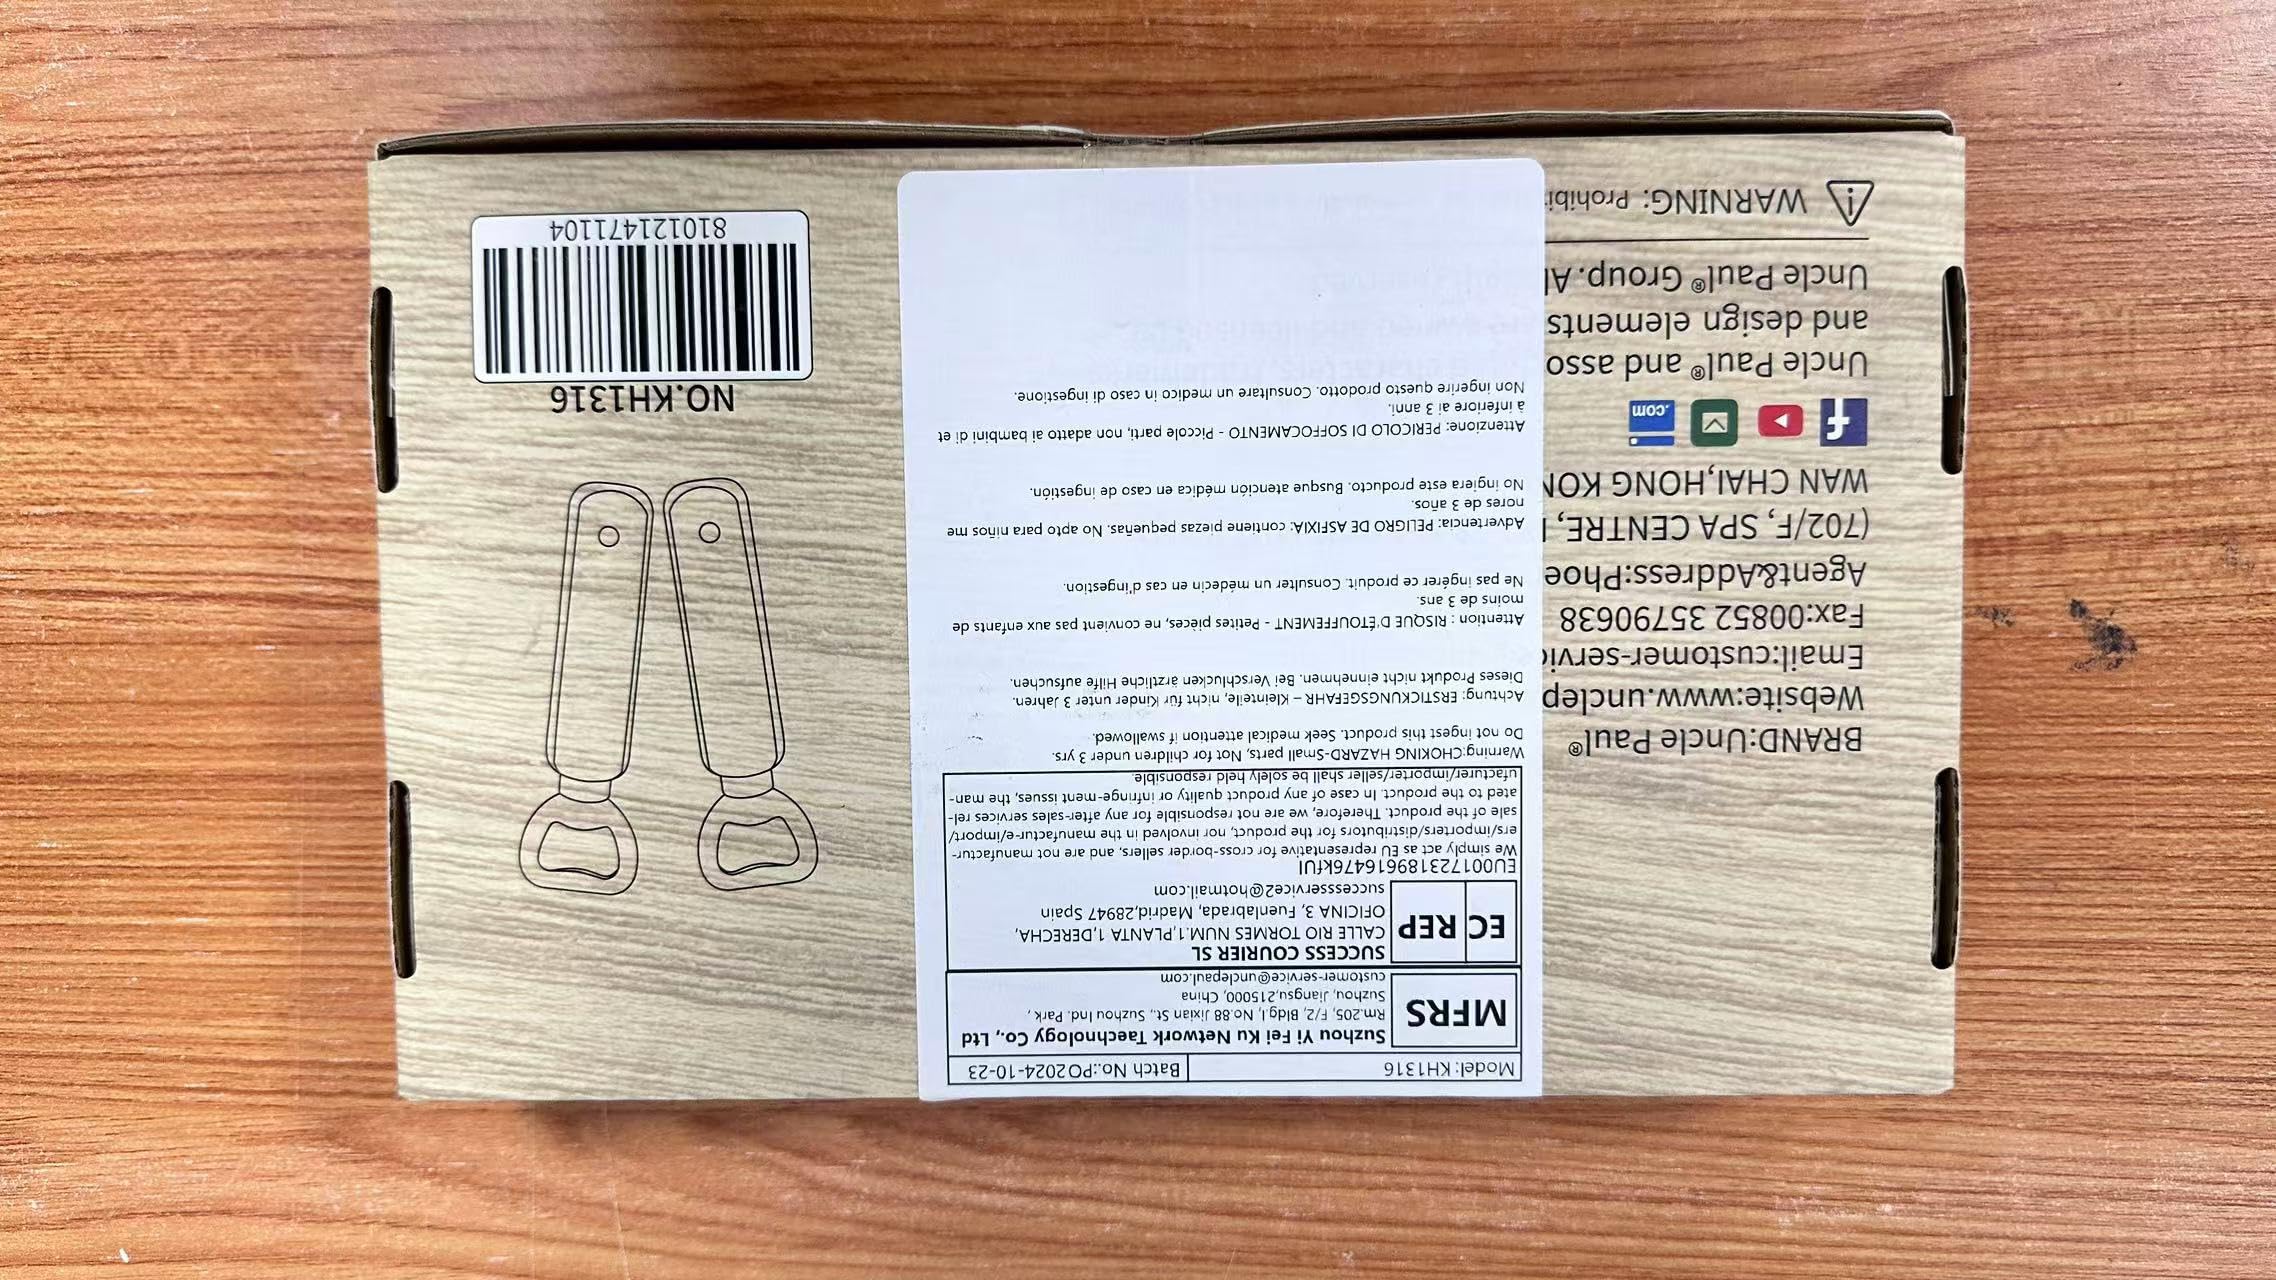 BRAND:Uncle Paul®
Website:www.unclep
Email:customer-servic
Fax:00852 35790638
Agent&Address:Phoe
(702/F, SPA CENTRE,
WAN CHAI,HONG KON
.com
Uncle Paul® and asso
and design elements
Uncle Paul® Group. Al
WARNING: Prohibi
Model: KH1316
Batch No.:PO2024-10-23
MFRS
Suzhou Yi Fei Ku Network Taechnology Co., Ltd
Rm.205, F/2, Bldg.I, No.88 Jixian St., Suzhou Ind. Park ,
Suzhou, Jiangsu,215000, China
customer-service@unclepaul.com
EC REP
SUCCESS COURIER SL
CALLE RIO TORMES NUM.1,PLANTA 1,DERECHA,
OFICINA 3, Fuenlabrada, Madrid,28947 Spain
successservice2@hotmail.com
EU00172318961646476kfUI
We simply act as EU representative for cross-border sellers, and are not manufactur-
ers/importers/distributors for the product, nor involved in the manufactur-e/import/
sale of the product. Therefore, we are not responsible for any after-sales services rel-
ated to the product. In case of any product quality or infringe-ment issues, the man-
ufacturer/importer/seller shall be solely held responsible.
Warning:CHOKING HAZARD-Small parts, Not for children under 3 yrs.
Do not ingest this product. Seek medical attention if swallowed.
Achtung: ERSTICKUNGSGEFAHR – Kleinteile, nicht für Kinder unter 3 Jahren.
Dieses Produkt nicht einnehmen. Bei Verschlucken ärztliche Hilfe aufsuchen.
Attention : RISQUE D'ÉTOUFFEMENT - Petites pièces, ne convient pas aux enfants de
moins de 3 ans.
Ne pas ingérer ce produit. Consulter un médecin en cas d'ingestion.
Advertencia: PELIGRO DE ASFIXIA: contiene piezas pequeñas. No apto para niños me
nores de 3 años.
No ingiera este producto. Busque atención médica en caso de ingestión.
Attenzione: PERICOLO DI SOFFOCAMENTO - Piccole parti, non adatto ai bambini di et
à inferiore ai 3 anni.
Non ingerire questo prodotto. Consultare un medico in caso di ingestione.
NO.KH1316
810121471104